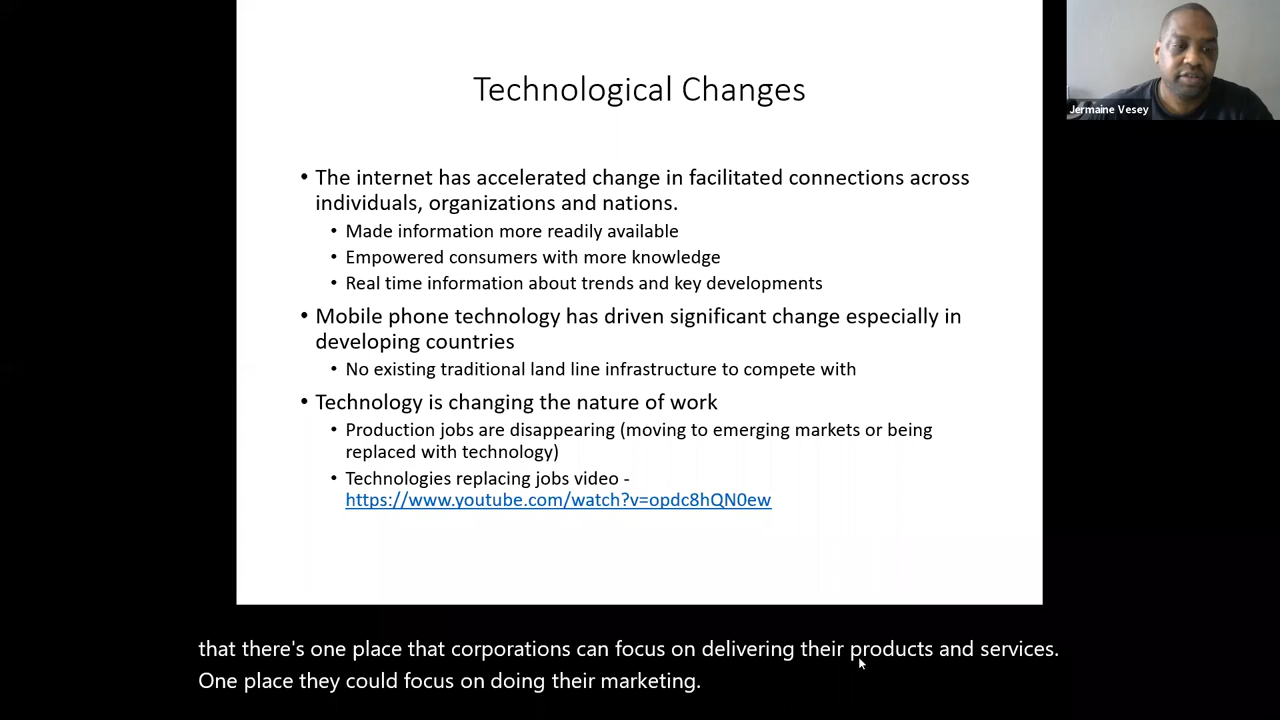 Technological Changes
Jermaine Vesey
• The internet has accelerated change in facilitated connections across
individuals, organizations and nations.
• Made information more readily available
• Empowered consumers with more knowledge
• Real time information about trends and key developments
• Mobile phone technology has driven significant change especially in
developing countries
• No existing traditional land line infrastructure to compete with
• Technology is changing the nature of work
• Production jobs are disappearing (moving to emerging markets or being
replaced with technology)
• Technologies replacing jobs video -
https://www.youtube.com/watch?v=opdc8hQN0ew
that there's one place that corporations can focus on delivering their products and services.
One place they could focus on doing their marketing.